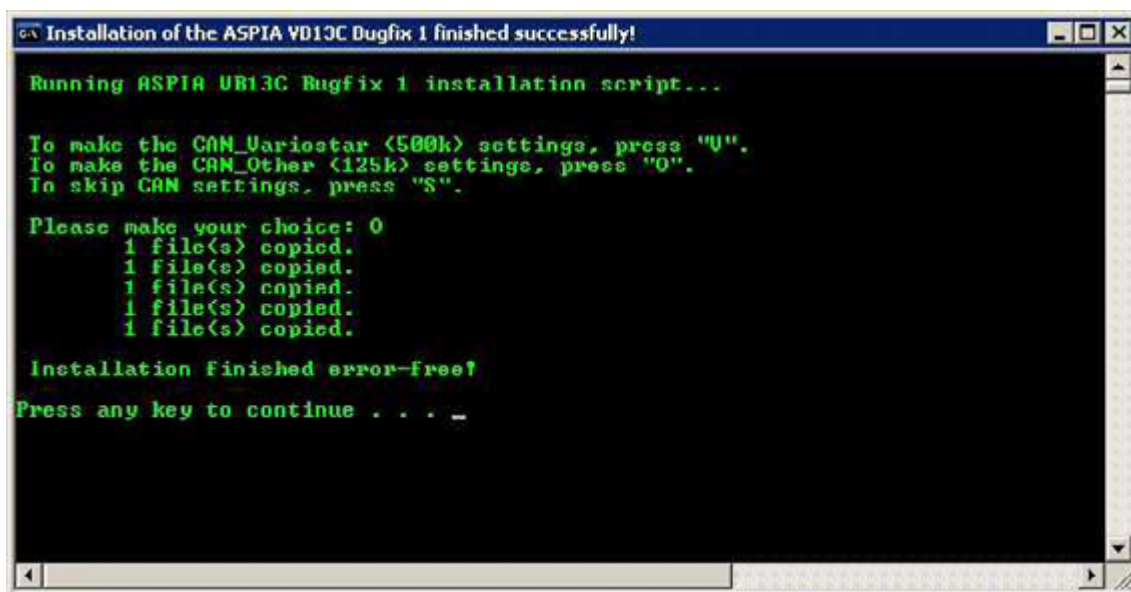 Installation of the ASPIA VB13C Bugfix 1 finished successfully!
Running ASPIA VB13C Bugfix 1 installation script...
To make the CAN_Variostar (500k) settings, press "V".
To make the CAN_Other (125k) settings, press "O".
To skip CAN settings, press "S".
Please make your choice: O
1 file(s) copied.
1 file(s) copied.
1 file(s) copied.
1 file(s) copied.
1 file(s) copied.
Installation finished error-free!
Press any key to continue . . . _